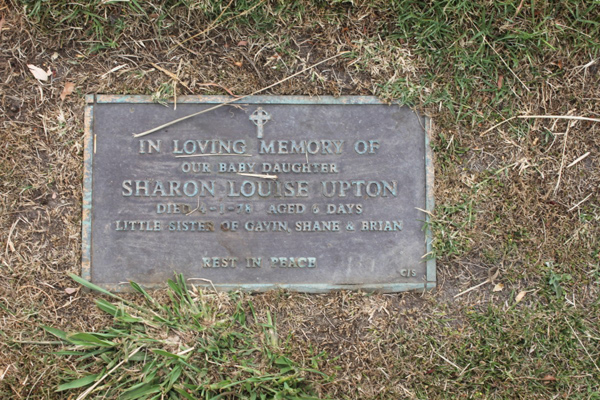 IN LOVING MEMORY OF
OUR BABY DAUGHTER
SHARON LOUISE UPTON
DIED AGED 5 DAYS
LITTLE SISTER OF GAVIN, SHANE & BRIAN
REST IN PEACE
C/S